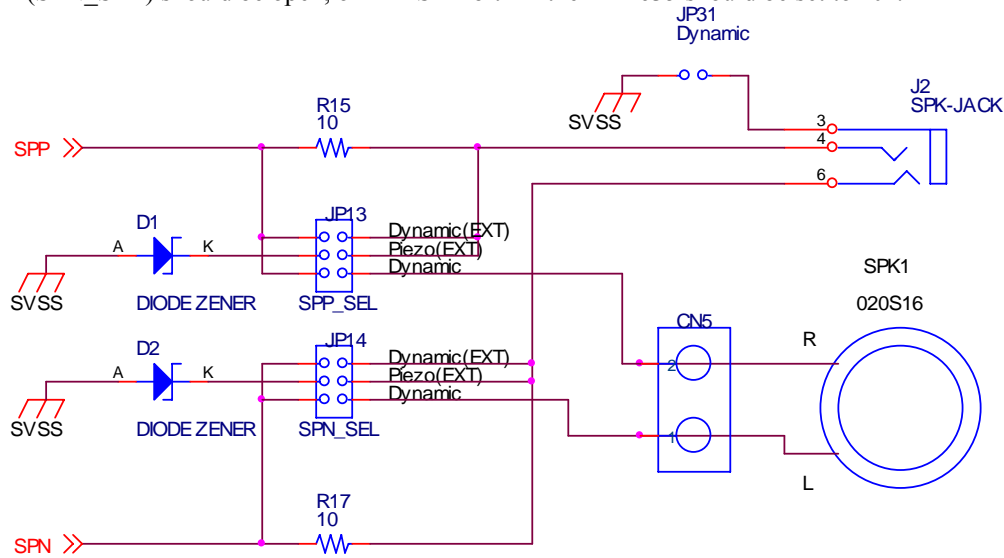 JP31
Dynamic
J2
SPK-JACK
SVSS
3
4
6
R15
10
SPP
D1
A
K
SVSS
DIODE ZENER
JP13
Dynamic(EXT)
Piezo(EXT)
Dynamic
SPP_SEL
SPK1
020S16
D2
A
K
SVSS
DIODE ZENER
JP14
Dynamic(EXT)
Piezo(EXT)
Dynamic
SPN_SEL
CN5
2
1
R
L
R17
10
SPN